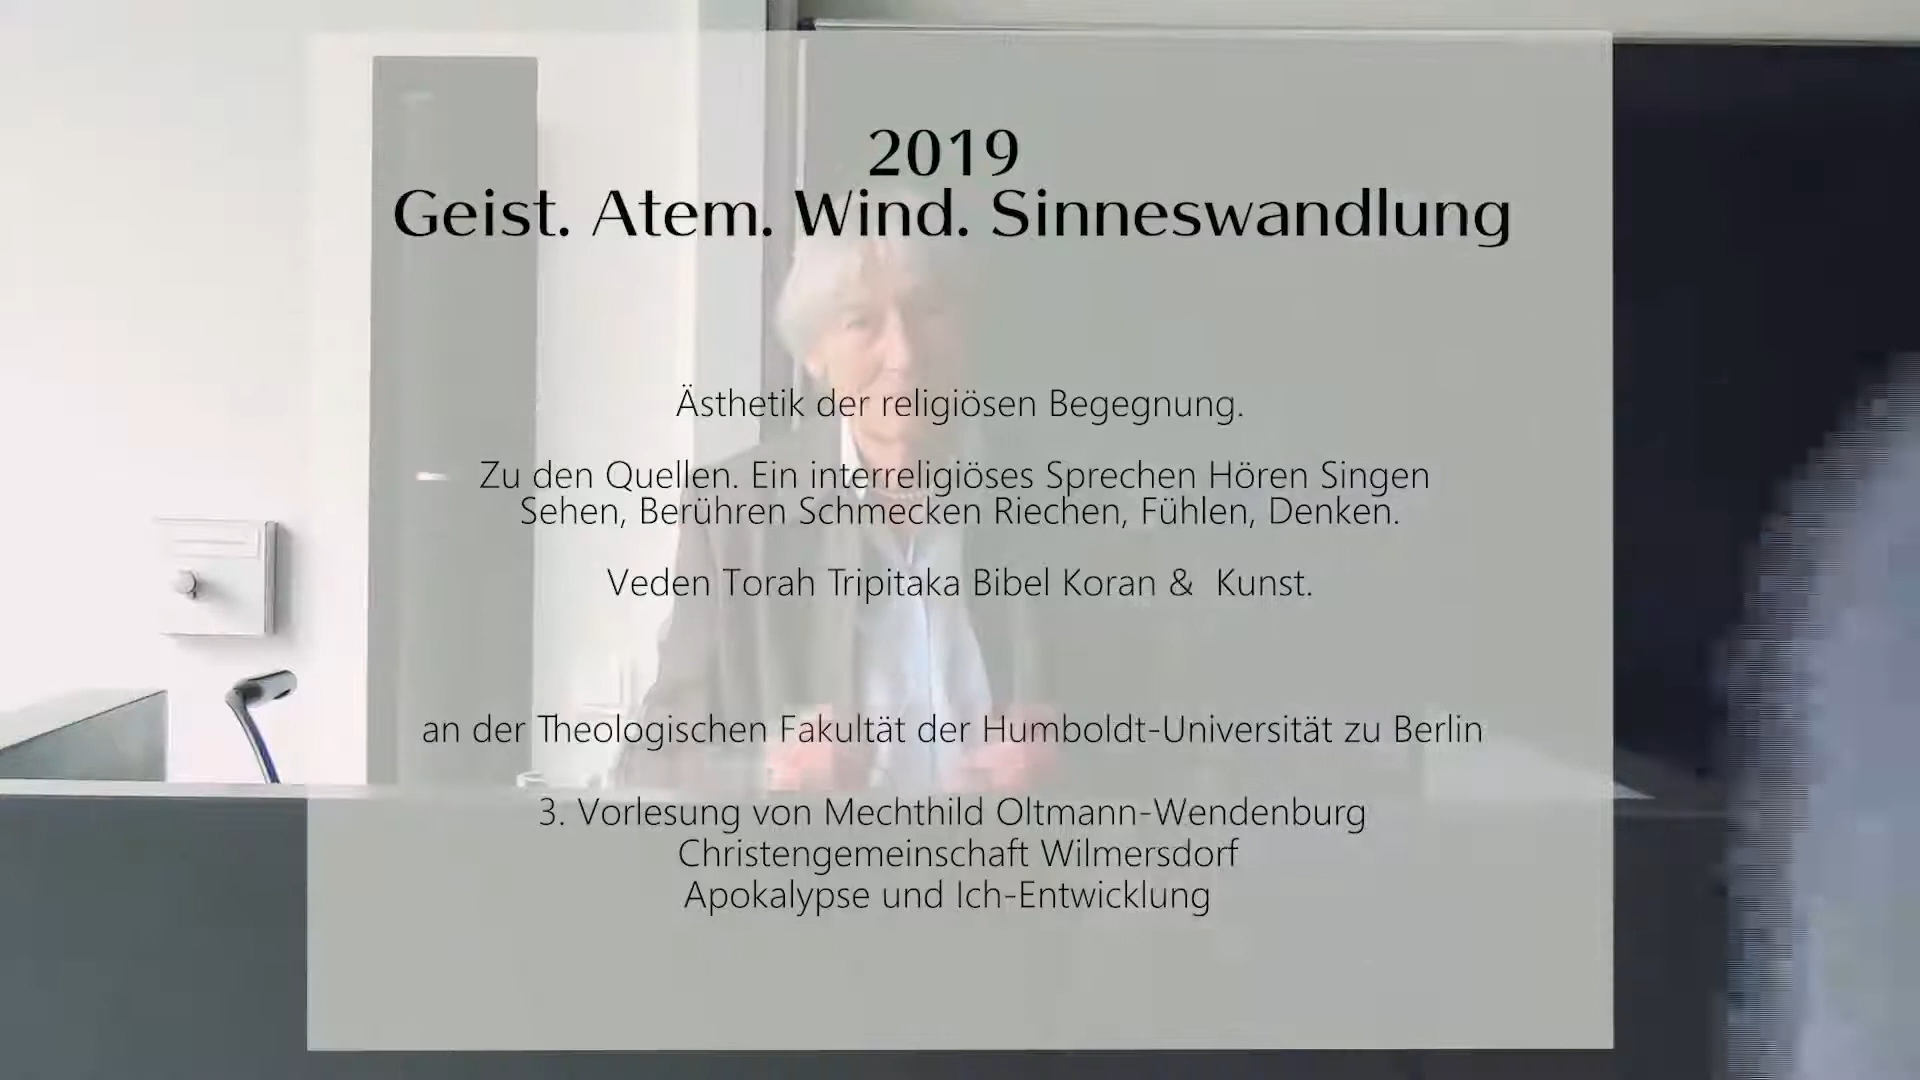 2019
Geist. Atem. Wind. Sinneswandlung
Ästhetik der religiösen Begegnung.
Zu den Quellen. Ein interreligiöses Sprechen Hören Singen
Sehen, Berühren Schmecken Riechen, Fühlen, Denken.
Veden Torah Tripitaka Bibel Koran &  Kunst.
an der Theologischen Fakultät der Humboldt-Universität zu Berlin
3. Vorlesung von Mechthild Oltmann-Wendenburg
Christengemeinschaft Wilmersdorf
Apokalypse und Ich-Entwicklung